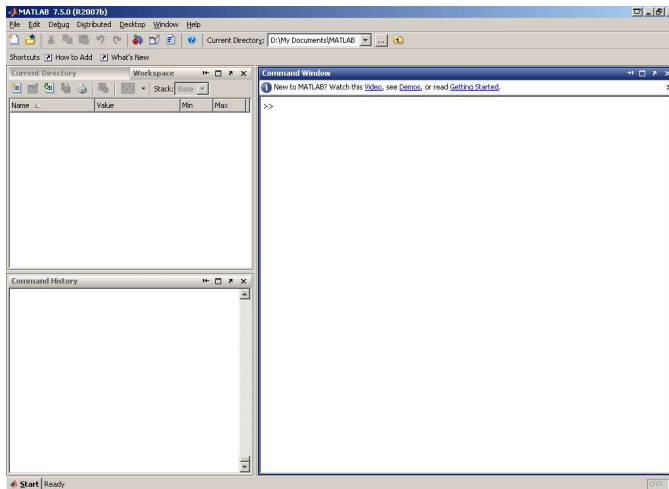 MATLAB 7.5.0 (R2007b)
File Edit Debug Distributed Desktop Window Help
Current Directory: D:\My Documents\MATLAB ...
Shortcuts How to Add What's New
Current Directory Workspace
Stack: Base
Name Value Min Max
Command History
Command Window
New to MATLAB? Watch this Video, see Demos, or read Getting Started.
>>
Start Ready
OVR